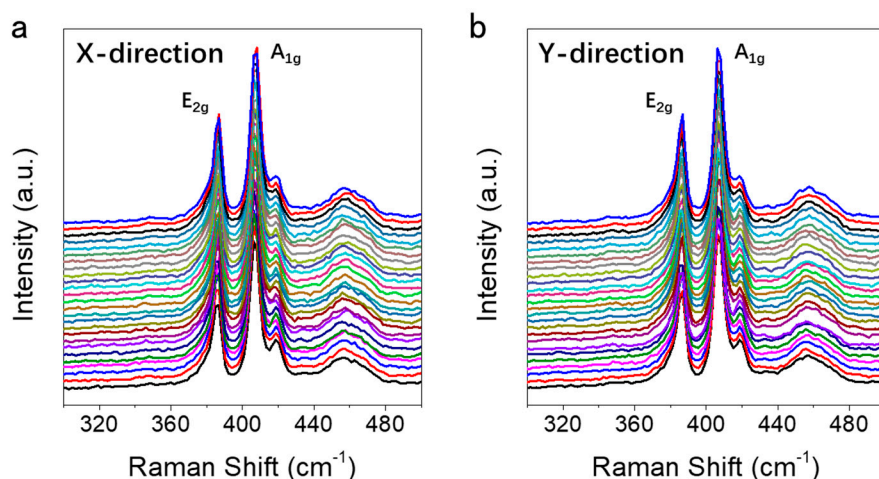 a
X-direction
A1g
E2g
Intensity (a.u.)
320 400 480
360 440
Raman Shift (cm-1)
b
Y-direction
A1g
E2g
Intensity (a.u.)
320 400 480
360 440
Raman Shift (cm-1)